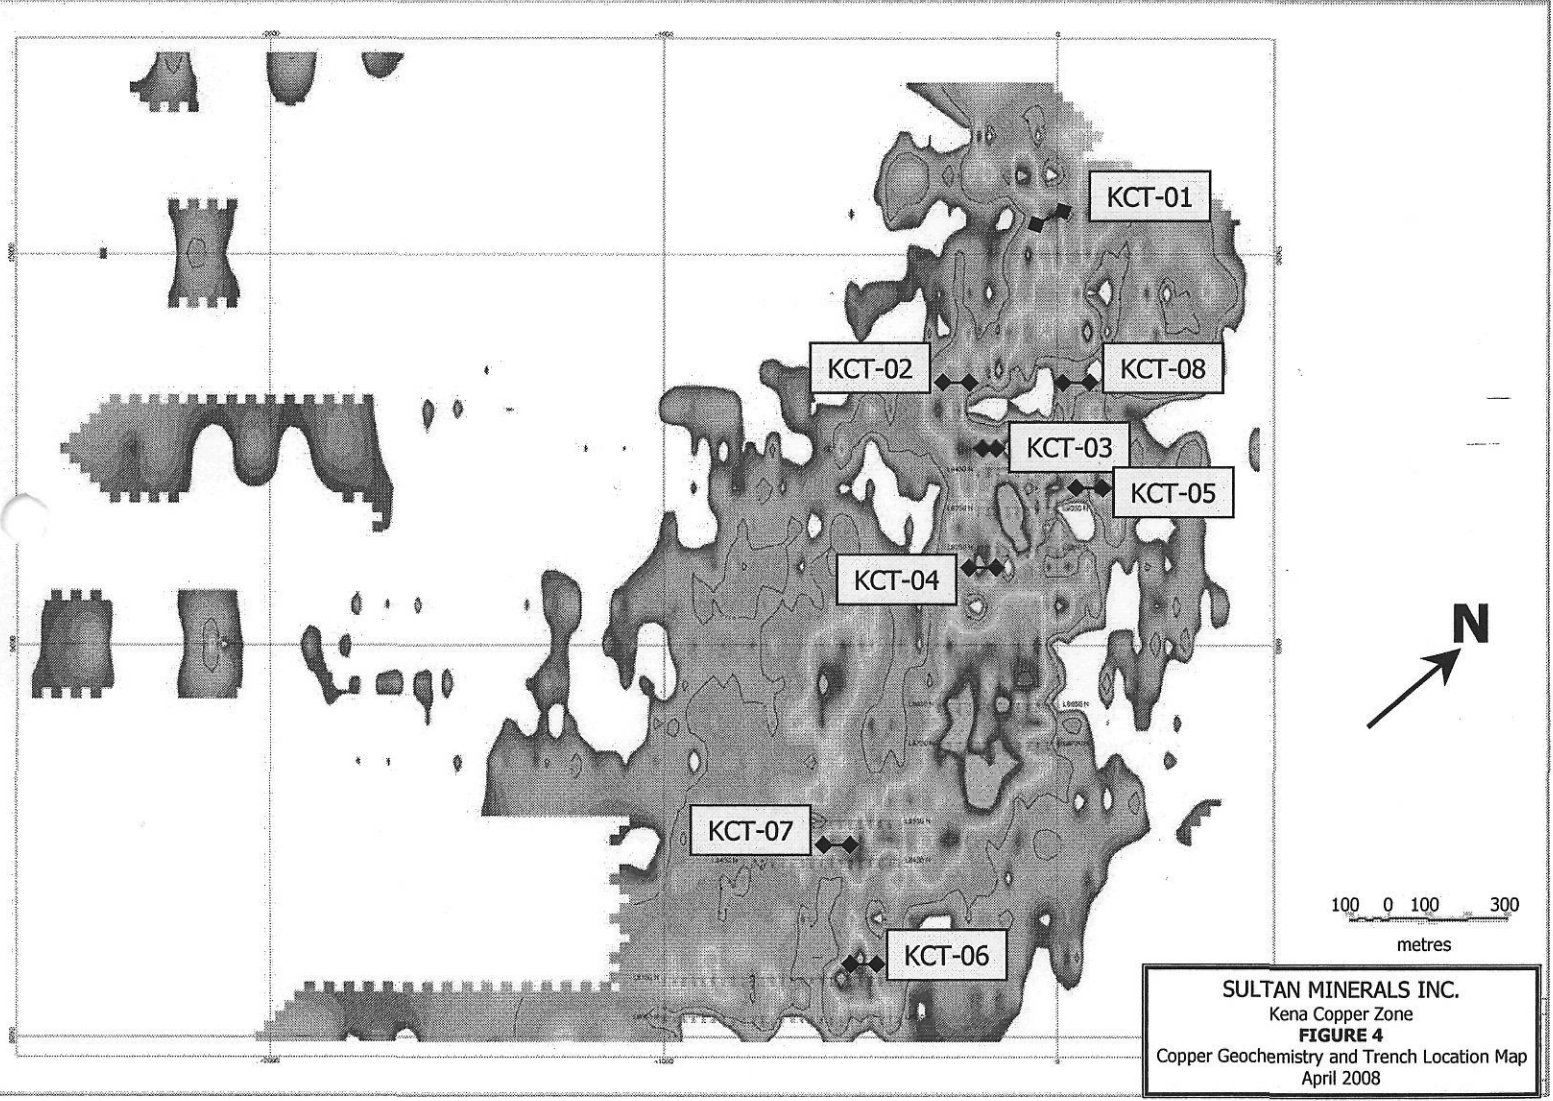 KCT-01
KCT-02
KCT-08
KCT-03
KCT-05
KCT-04
N
KCT-07
100 0 100 300
metres
KCT-06
SULTAN MINERALS INC.
Kena Copper Zone
FIGURE 4
Copper Geochemistry and Trench Location Map
April 2008